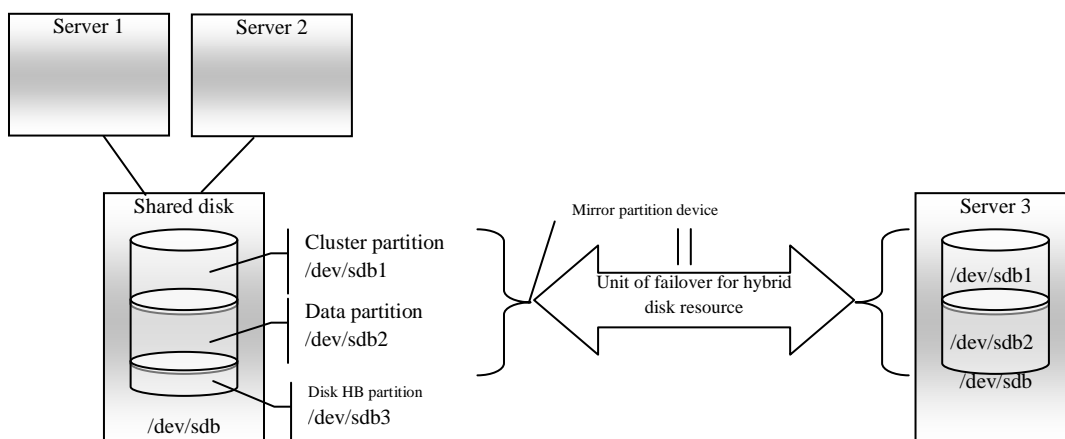 Server 1
Server 2
Shared disk
Cluster partition
/dev/sdb1
Data partition
/dev/sdb2
Disk HB partition
/dev/sdb3
/dev/sdb
Mirror partition device
Unit of failover for hybrid
disk resource
Server 3
/dev/sdb1
/dev/sdb2
/dev/sdb